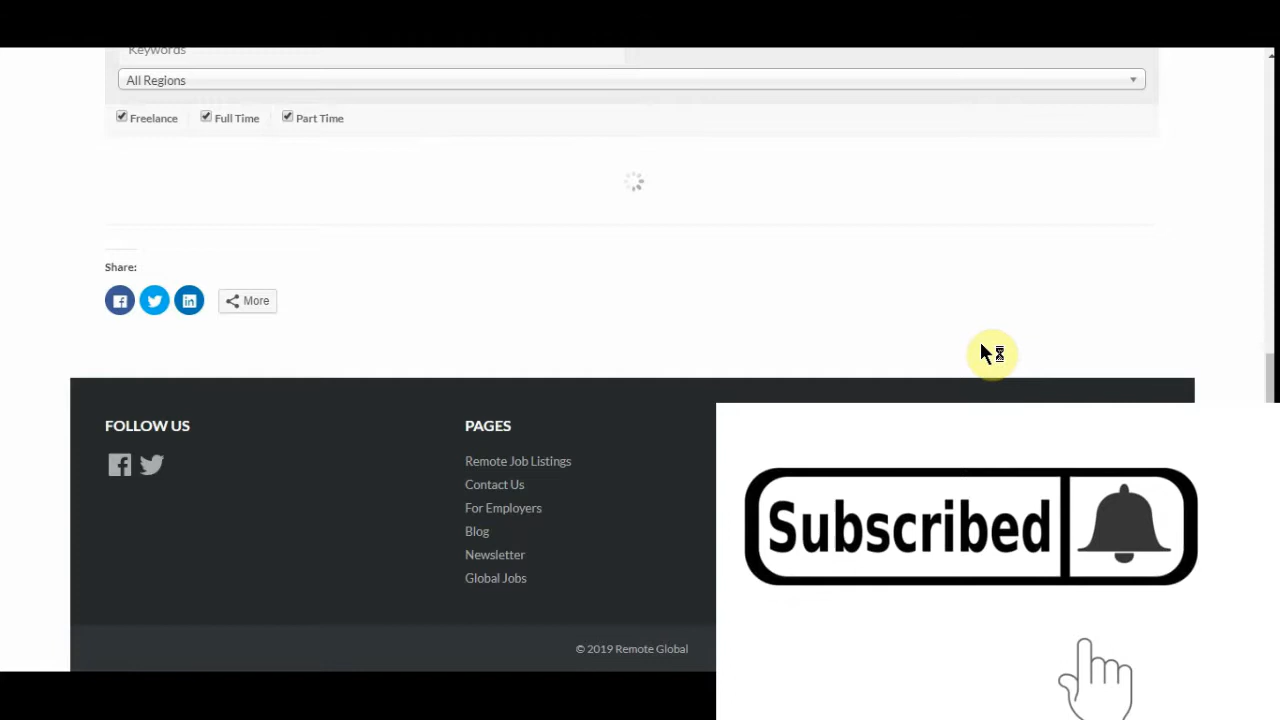 Keywords
All Regions
Freelance
Full Time
Part Time
Share:
More
FOLLOW US
PAGES
Remote Job Listings
Contact Us
For Employers
Blog
Newsletter
Global Jobs
Subscribed
© 2019 Remote Global